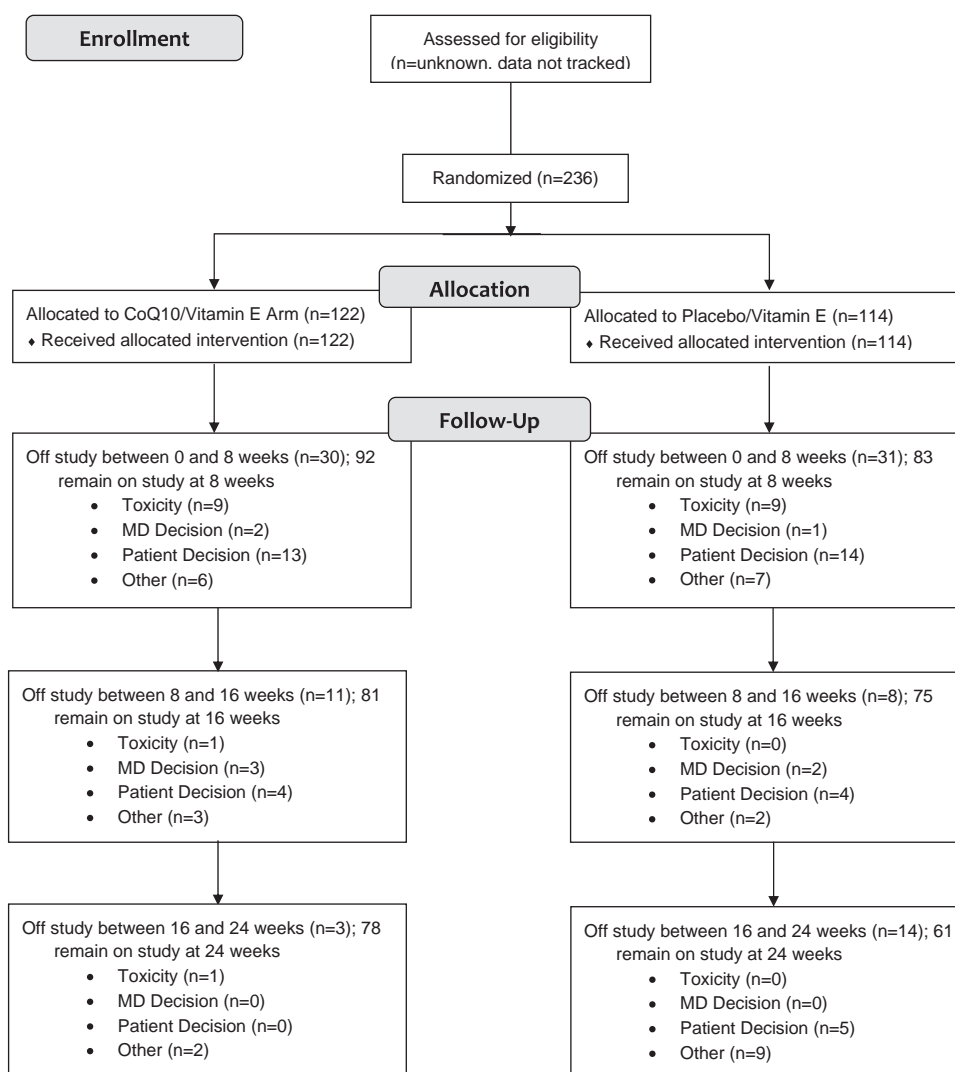 Enrollment
Assessed for eligibility
(n=unknown, data not tracked)
Randomized (n=236)
Allocation
Allocated to CoQ10/Vitamin E Arm (n=122)
♦ Received allocated intervention (n=122)
Allocated to Placebo/Vitamin E (n=114)
♦ Received allocated intervention (n=114)
Follow-Up
Off study between 0 and 8 weeks (n=30); 92
remain on study at 8 weeks
• Toxicity (n=9)
• MD Decision (n=2)
• Patient Decision (n=13)
• Other (n=6)
Off study between 0 and 8 weeks (n=31); 83
remain on study at 8 weeks
• Toxicity (n=9)
• MD Decision (n=1)
• Patient Decision (n=14)
• Other (n=7)
Off study between 8 and 16 weeks (n=11); 81
remain on study at 16 weeks
• Toxicity (n=1)
• MD Decision (n=3)
• Patient Decision (n=4)
• Other (n=3)
Off study between 8 and 16 weeks (n=8); 75
remain on study at 16 weeks
• Toxicity (n=0)
• MD Decision (n=2)
• Patient Decision (n=4)
• Other (n=2)
Off study between 16 and 24 weeks (n=3); 78
remain on study at 24 weeks
• Toxicity (n=1)
• MD Decision (n=0)
• Patient Decision (n=0)
• Other (n=2)
Off study between 16 and 24 weeks (n=14); 61
remain on study at 24 weeks
• Toxicity (n=0)
• MD Decision (n=0)
• Patient Decision (n=5)
• Other (n=9)